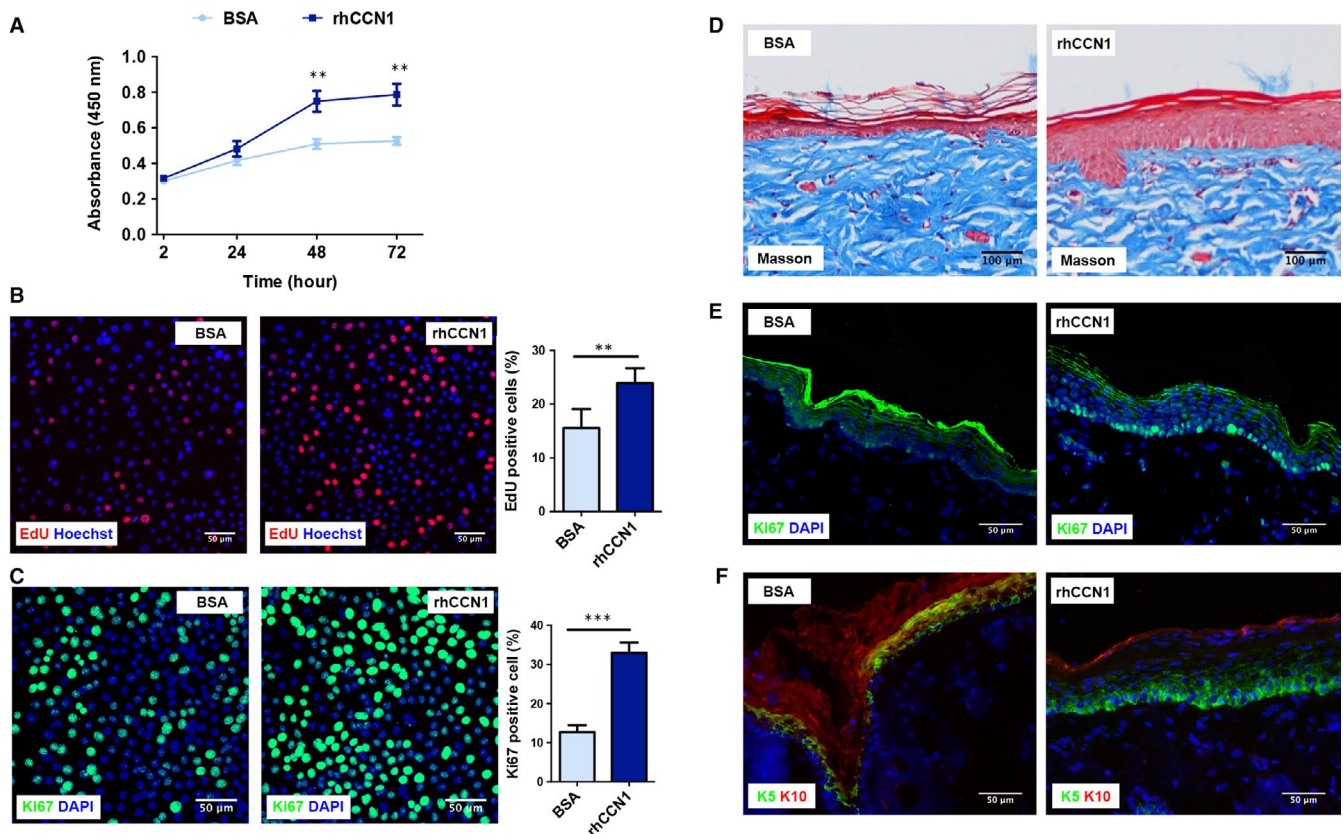 A
BSA rhCCN1
Absorbance (450 nm)
1.0
0.8
0.6
0.4
0.2
0.0
** **
2 24 48 72
Time (hour)
B
BSA
EdU Hoechst
50 µm
rhCCN1
EdU Hoechst
50 µm
EdU positive cells (%)
30
20
10
0
**
BSA
rhCCN1
C
BSA
Ki67 DAPI
50 µm
rhCCN1
Ki67 DAPI
50 µm
Ki67 positive cell (%)
40
30
20
10
0
***
BSA
rhCCN1
D
BSA
Masson
100 µm
rhCCN1
Masson
100 µm
E
BSA
Ki67 DAPI
50 µm
rhCCN1
Ki67 DAPI
50 µm
F
BSA
K5 K10
50 µm
rhCCN1
K5 K10
50 µm